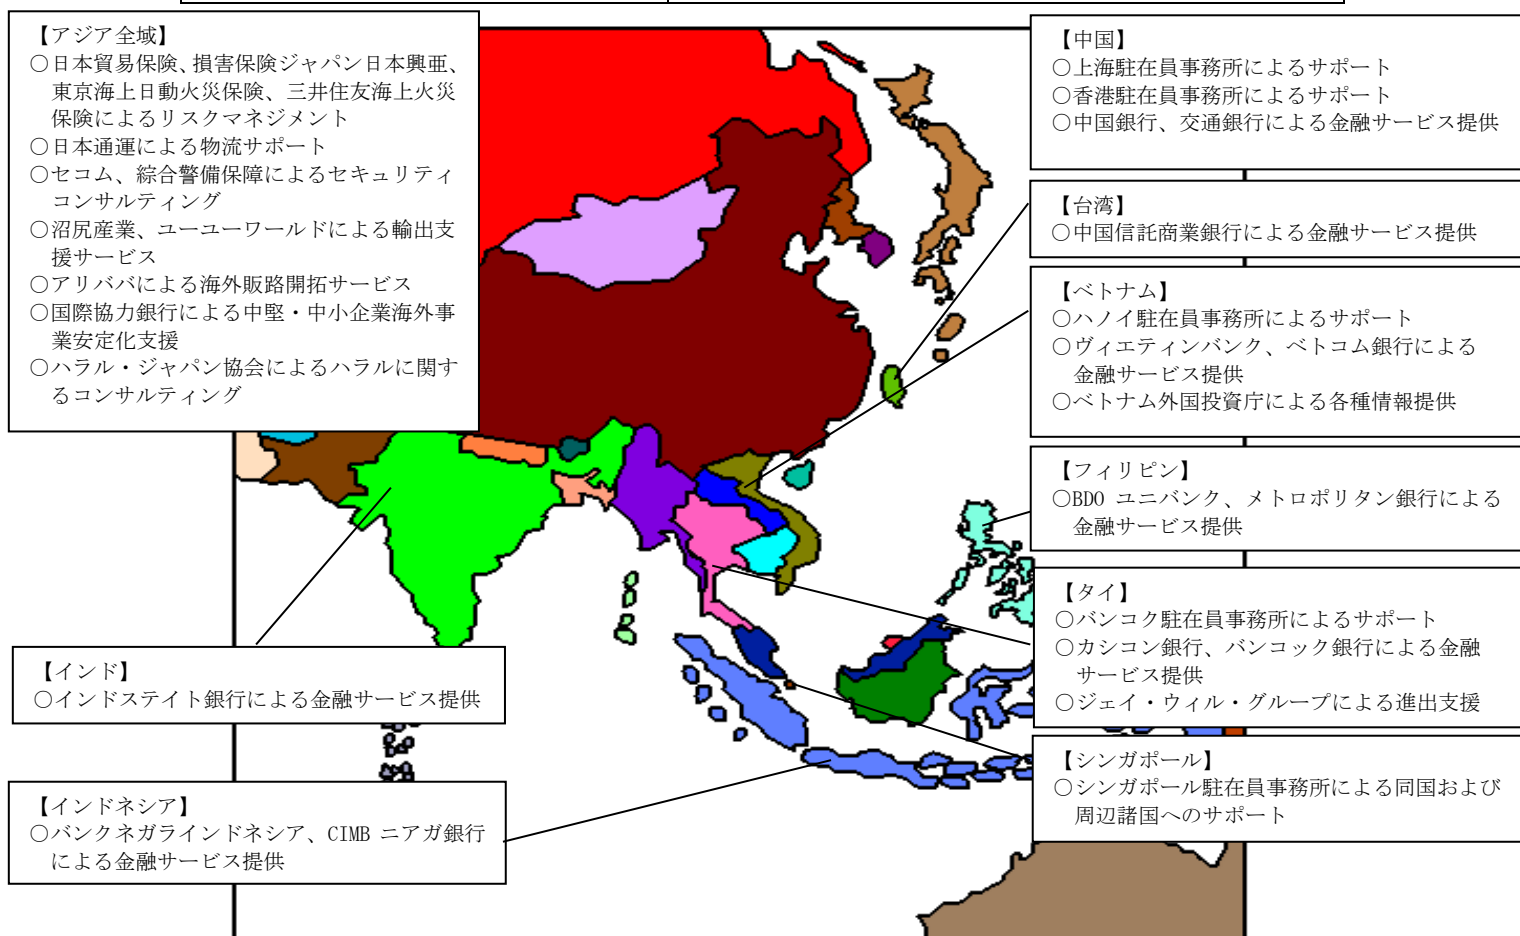 【アジア全域】
○日本貿易保険、損害保険ジャパン日本興亜、
東京海上日動火災保険、三井住友海上火災
保険によるリスクマネジメント
○日本通運による物流サポート
○セコム、綜合警備保障によるセキュリティ
コンサルティング
○沼尻産業、ユーユーワールドによる輸出支
援サービス
○アリババによる海外販路開拓サービス
○国際協力銀行による中堅・中小企業海外事
業安定化支援
○ハラル・ジャパン協会によるハラルに関す
るコンサルティング
【インド】
○インドステイト銀行による金融サービス提供
【インドネシア】
○バンクネガラインドネシア、CIMB ニアガ銀行
による金融サービス提供
【中国】
○上海駐在員事務所によるサポート
○香港駐在員事務所によるサポート
○中国銀行、交通銀行による金融サービス提供
【台湾】
○中国信託商業銀行による金融サービス提供
【ベトナム】
○ハノイ駐在員事務所によるサポート
○ヴィエティンバンク、ベトコム銀行による
金融サービス提供
○ベトナム外国投資庁による各種情報提供
【フィリピン】
○BDO ユニバンク、メトロポリタン銀行による
金融サービス提供
【タイ】
○バンコク駐在員事務所によるサポート
○カシコン銀行、バンコック銀行による金融
サービス提供
○ジェイ・ウィル・グループによる進出支援
【シンガポール】
○シンガポール駐在員事務所による同国および
周辺諸国へのサポート